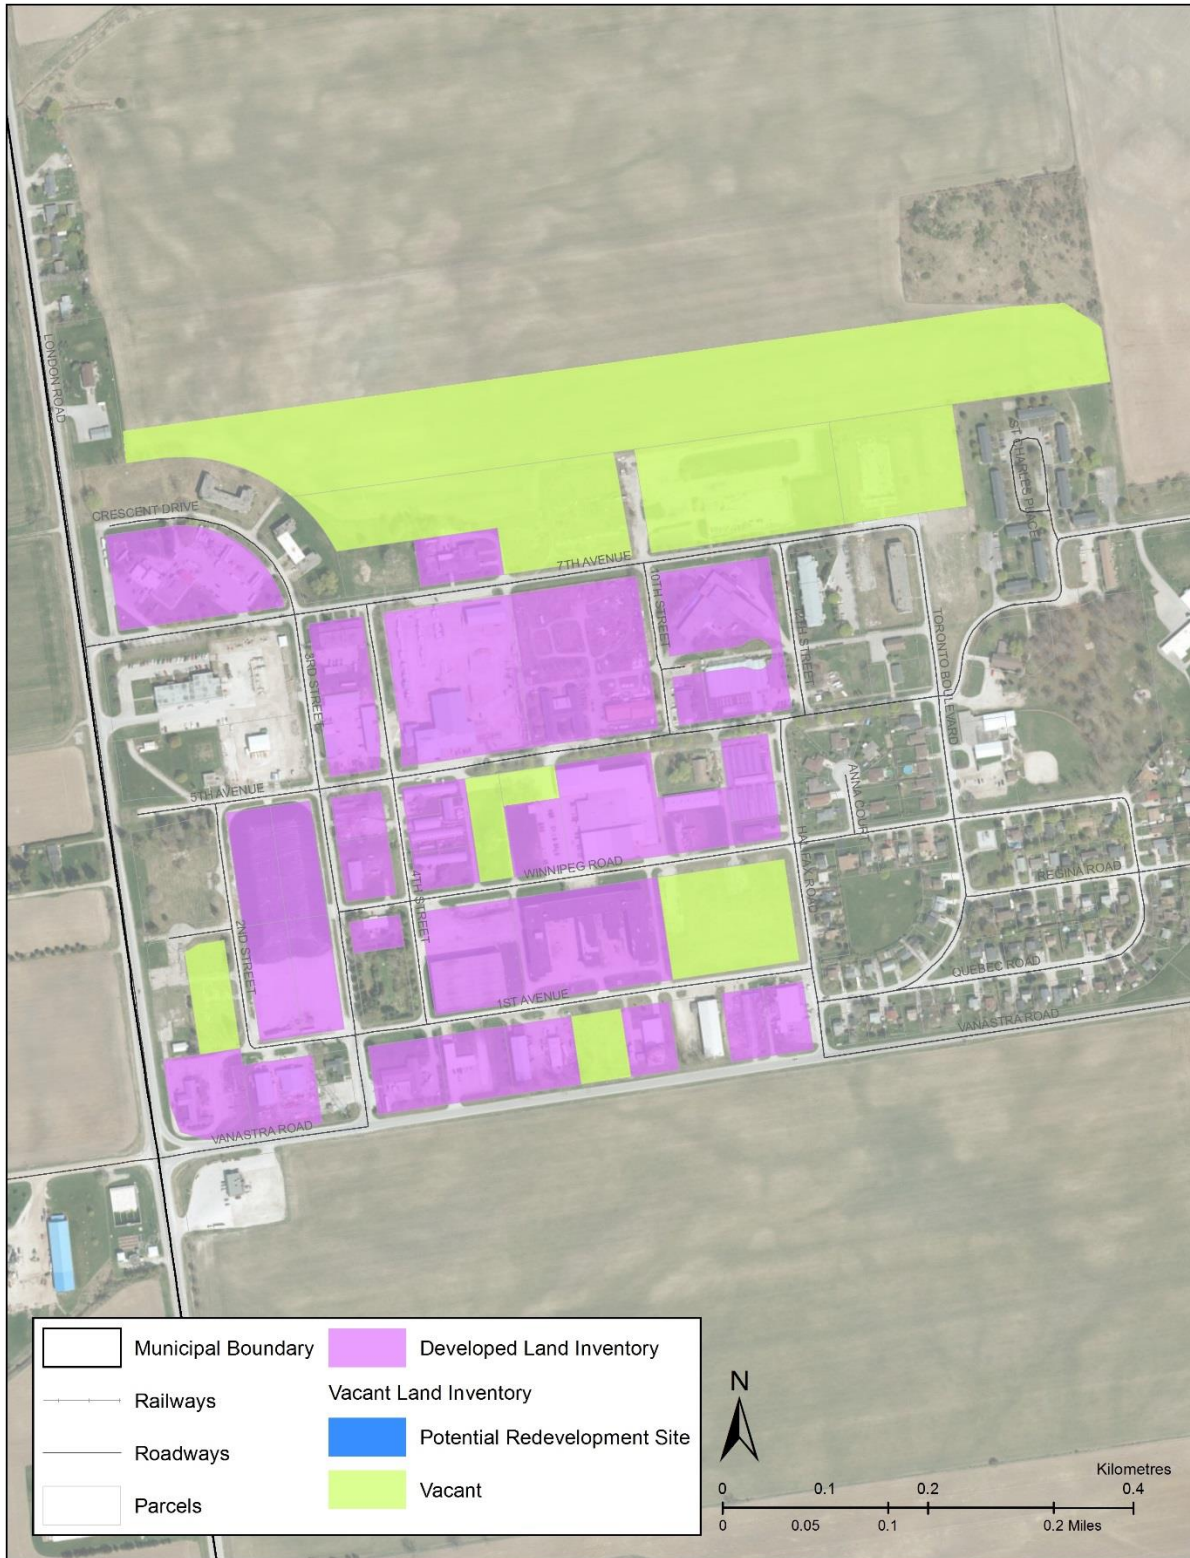 LONDON ROAD
CRESCENT DRIVE
ST CHARLES PLACE
7TH AVENUE
10TH STREET
3RD STREET
TORONTO BOULEVARD
5TH AVENUE
ANNA COURT
WINNIPEG ROAD
HALIFAX ROAD
4TH STREET
REGINA ROAD
2ND STREET
QUEBEC ROAD
1ST AVENUE
VANASTRA ROAD
VANASTRA ROAD
Municipal Boundary
Railways
Roadways
Parcels
Developed Land Inventory
Vacant Land Inventory
Potential Redevelopment Site
Vacant
N
Kilometres
0 0.1 0.2 0.4
0 0.05 0.1 0.2 Miles